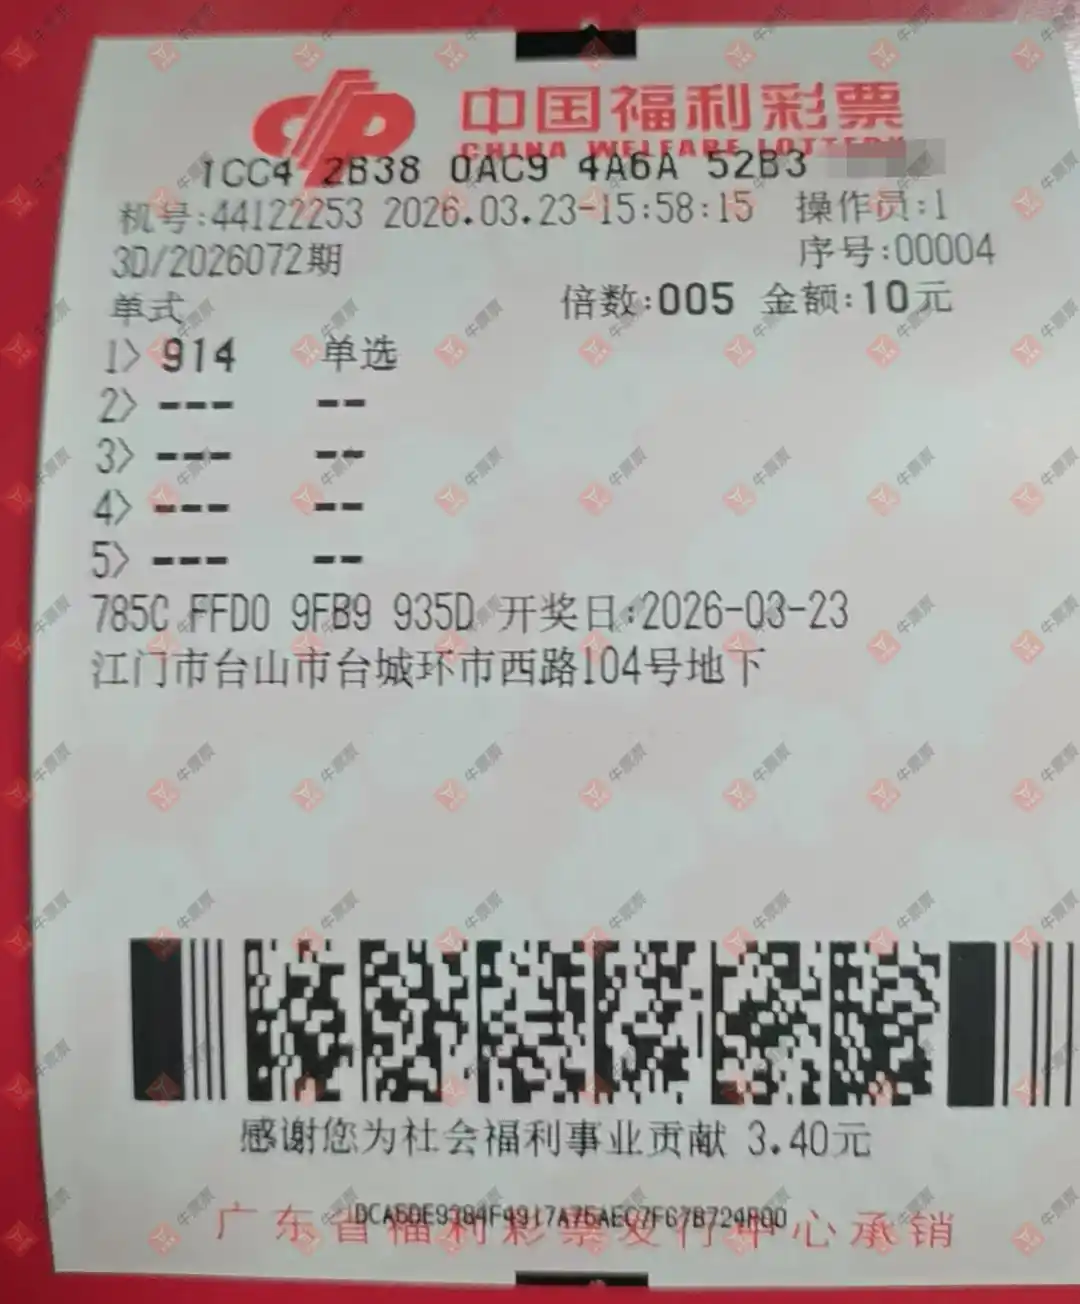 中国福利彩票
CHINA WELFARE LOTTERY
1CC4 2B38 0AC9 4A6A 52B3
机号:44122253 2026.03.23-15:58:15 操作员:1
3D/2026072期 序号:00004
单式 倍数:005 金额:10元
1> 914 单选
2> --- --
3> --- --
4> --- --
5> --- --
785C FFD0 9FB9 935D 开奖日:2026-03-23
江门市台山市台城环市西路104号地下
感谢您为社会福利事业贡献 3.40元
广东省福利彩票发行中心承销
牛票票